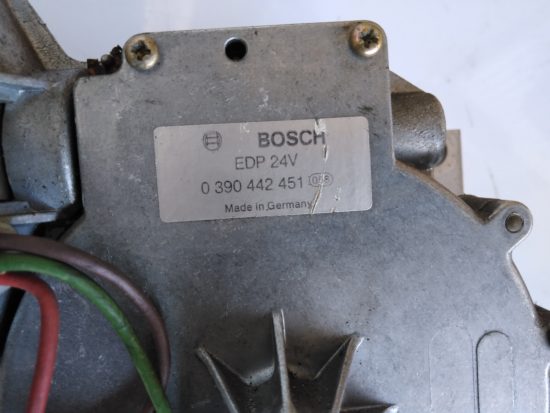 BOSCH
EDP 24V
0 390 442 451
Made in Germany